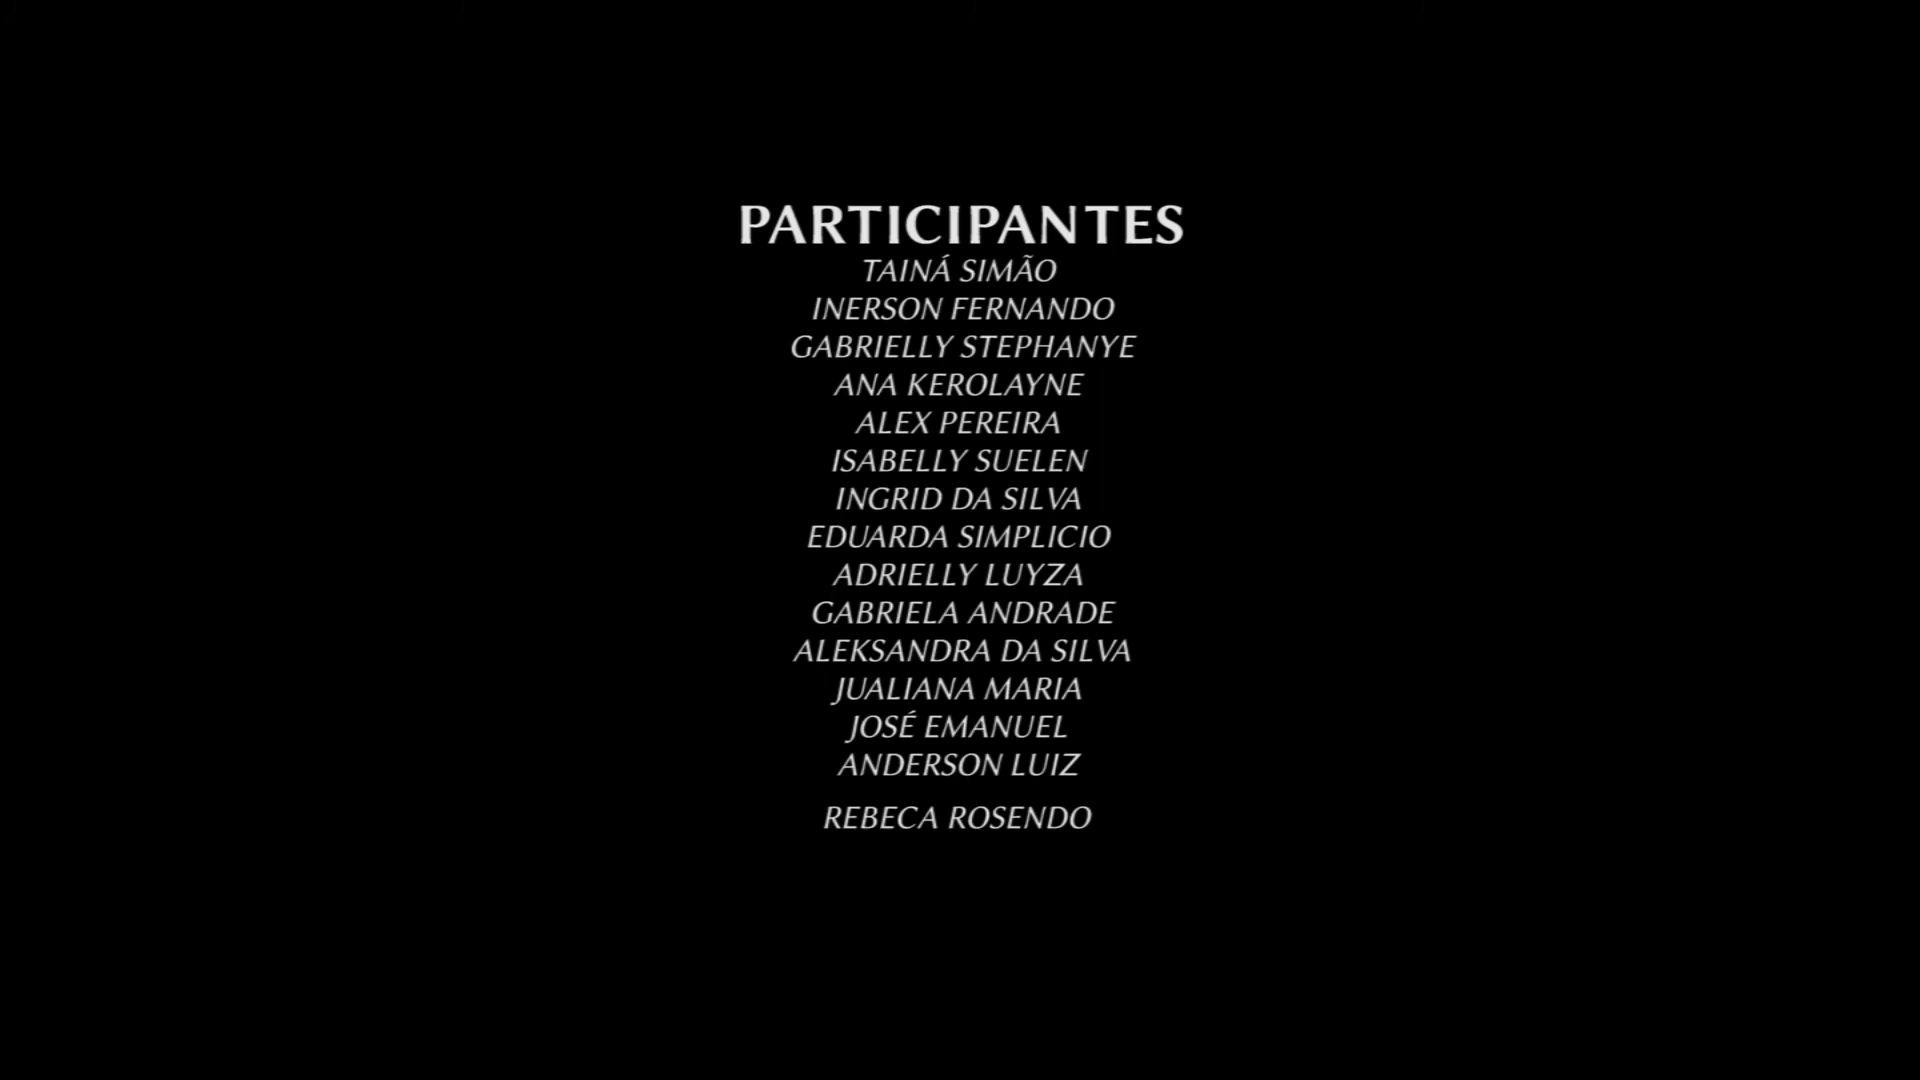 PARTICIPANTES
TAINÁ SIMÃO
INERSON FERNANDO
GABRIELLY STEPHANYE
ANA KEROLAYNE
ALEX PEREIRA
ISABELLY SUELEN
INGRID DA SILVA
EDUARDA SIMPLICIO
ADRIELLY LUYZA
GABRIELA ANDRADE
ALEKSANDRA DA SILVA
JUALIANA MARIA
JOSÉ EMANUEL
ANDERSON LUIZ
REBECA ROSENDO